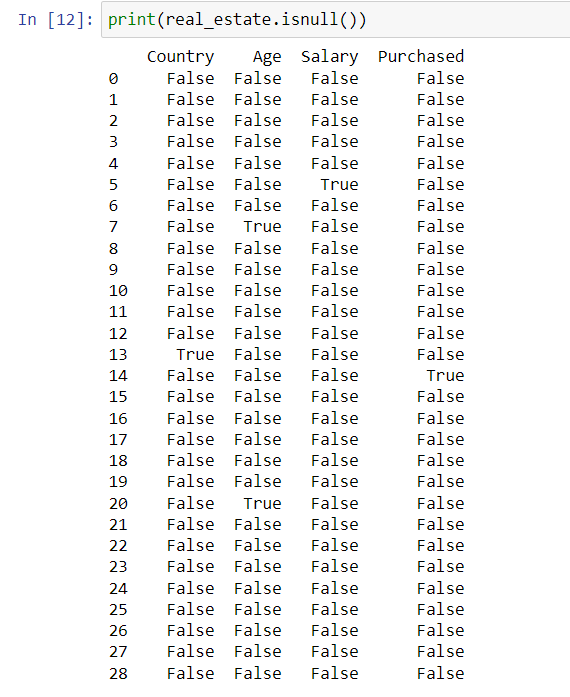 In [12]: print(real_estate.isnull())
Country Age Salary Purchased
0 False False False False
1 False False False False
2 False False False False
3 False False False False
4 False False False False
5 False False True False
6 False False False False
7 False True False False
8 False False False False
9 False False False False
10 False False False False
11 False False False False
12 False False False False
13 True False False False
14 False False False True
15 False False False False
16 False False False False
17 False False False False
18 False False False False
19 False False False False
20 False True False False
21 False False False False
22 False False False False
23 False False False False
24 False False False False
25 False False False False
26 False False False False
27 False False False False
28 False False False False